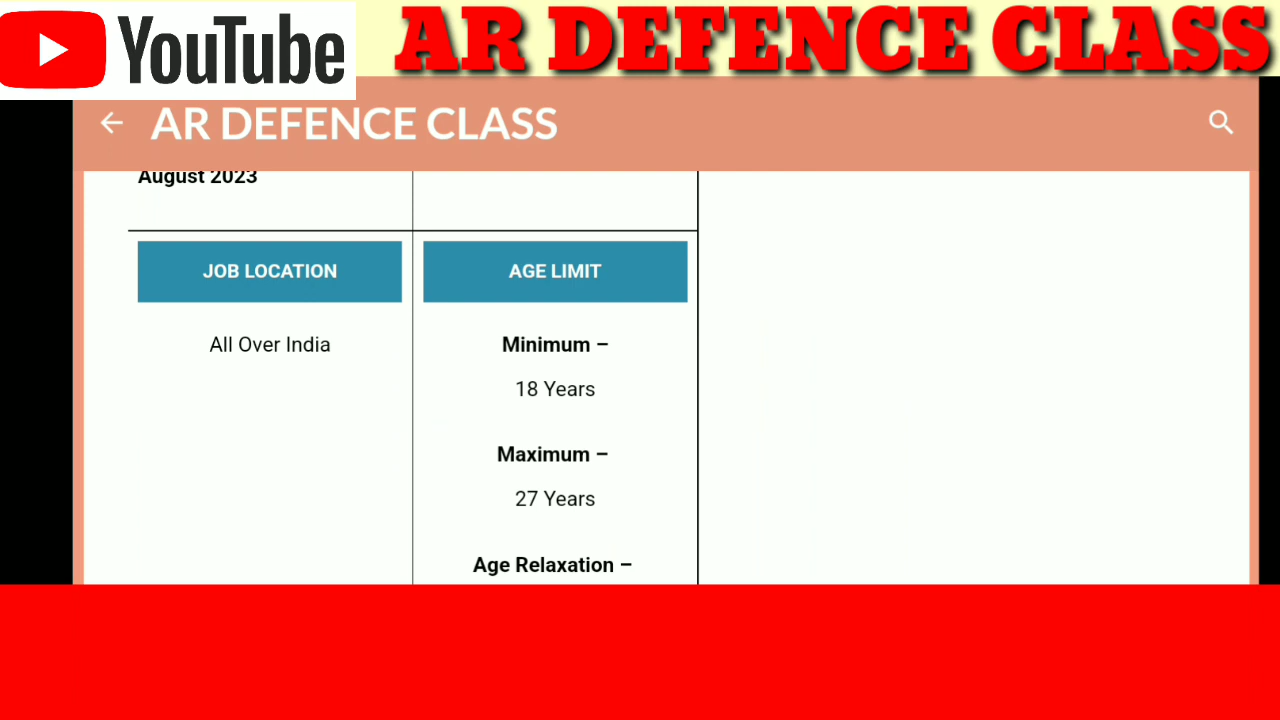 YouTube
AR DEFENCE CLASS
AR DEFENCE CLASS
August 2023
JOB LOCATION
All Over India
AGE LIMIT
Minimum –
18 Years
Maximum –
27 Years
Age Relaxation –